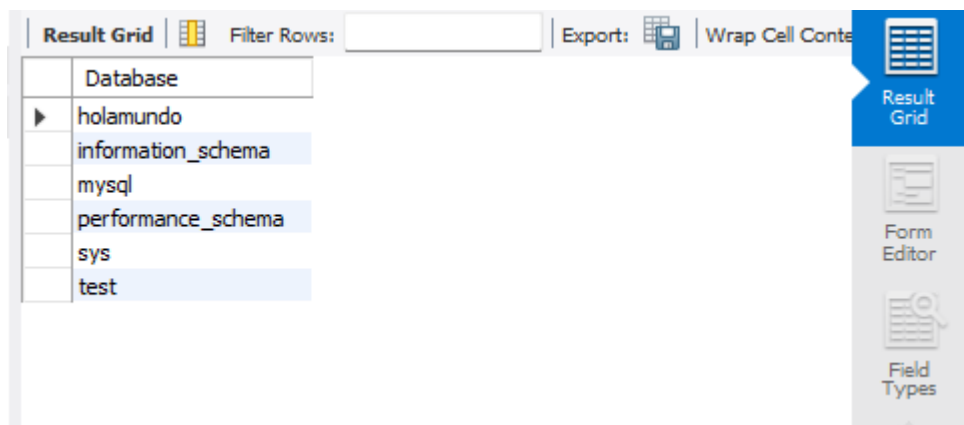 Result Grid Filter Rows: Export: Wrap Cell Conte
Database
holamundo
information_schema
mysql
performance_schema
sys
test
Result
Grid
Form
Editor
Field
Types